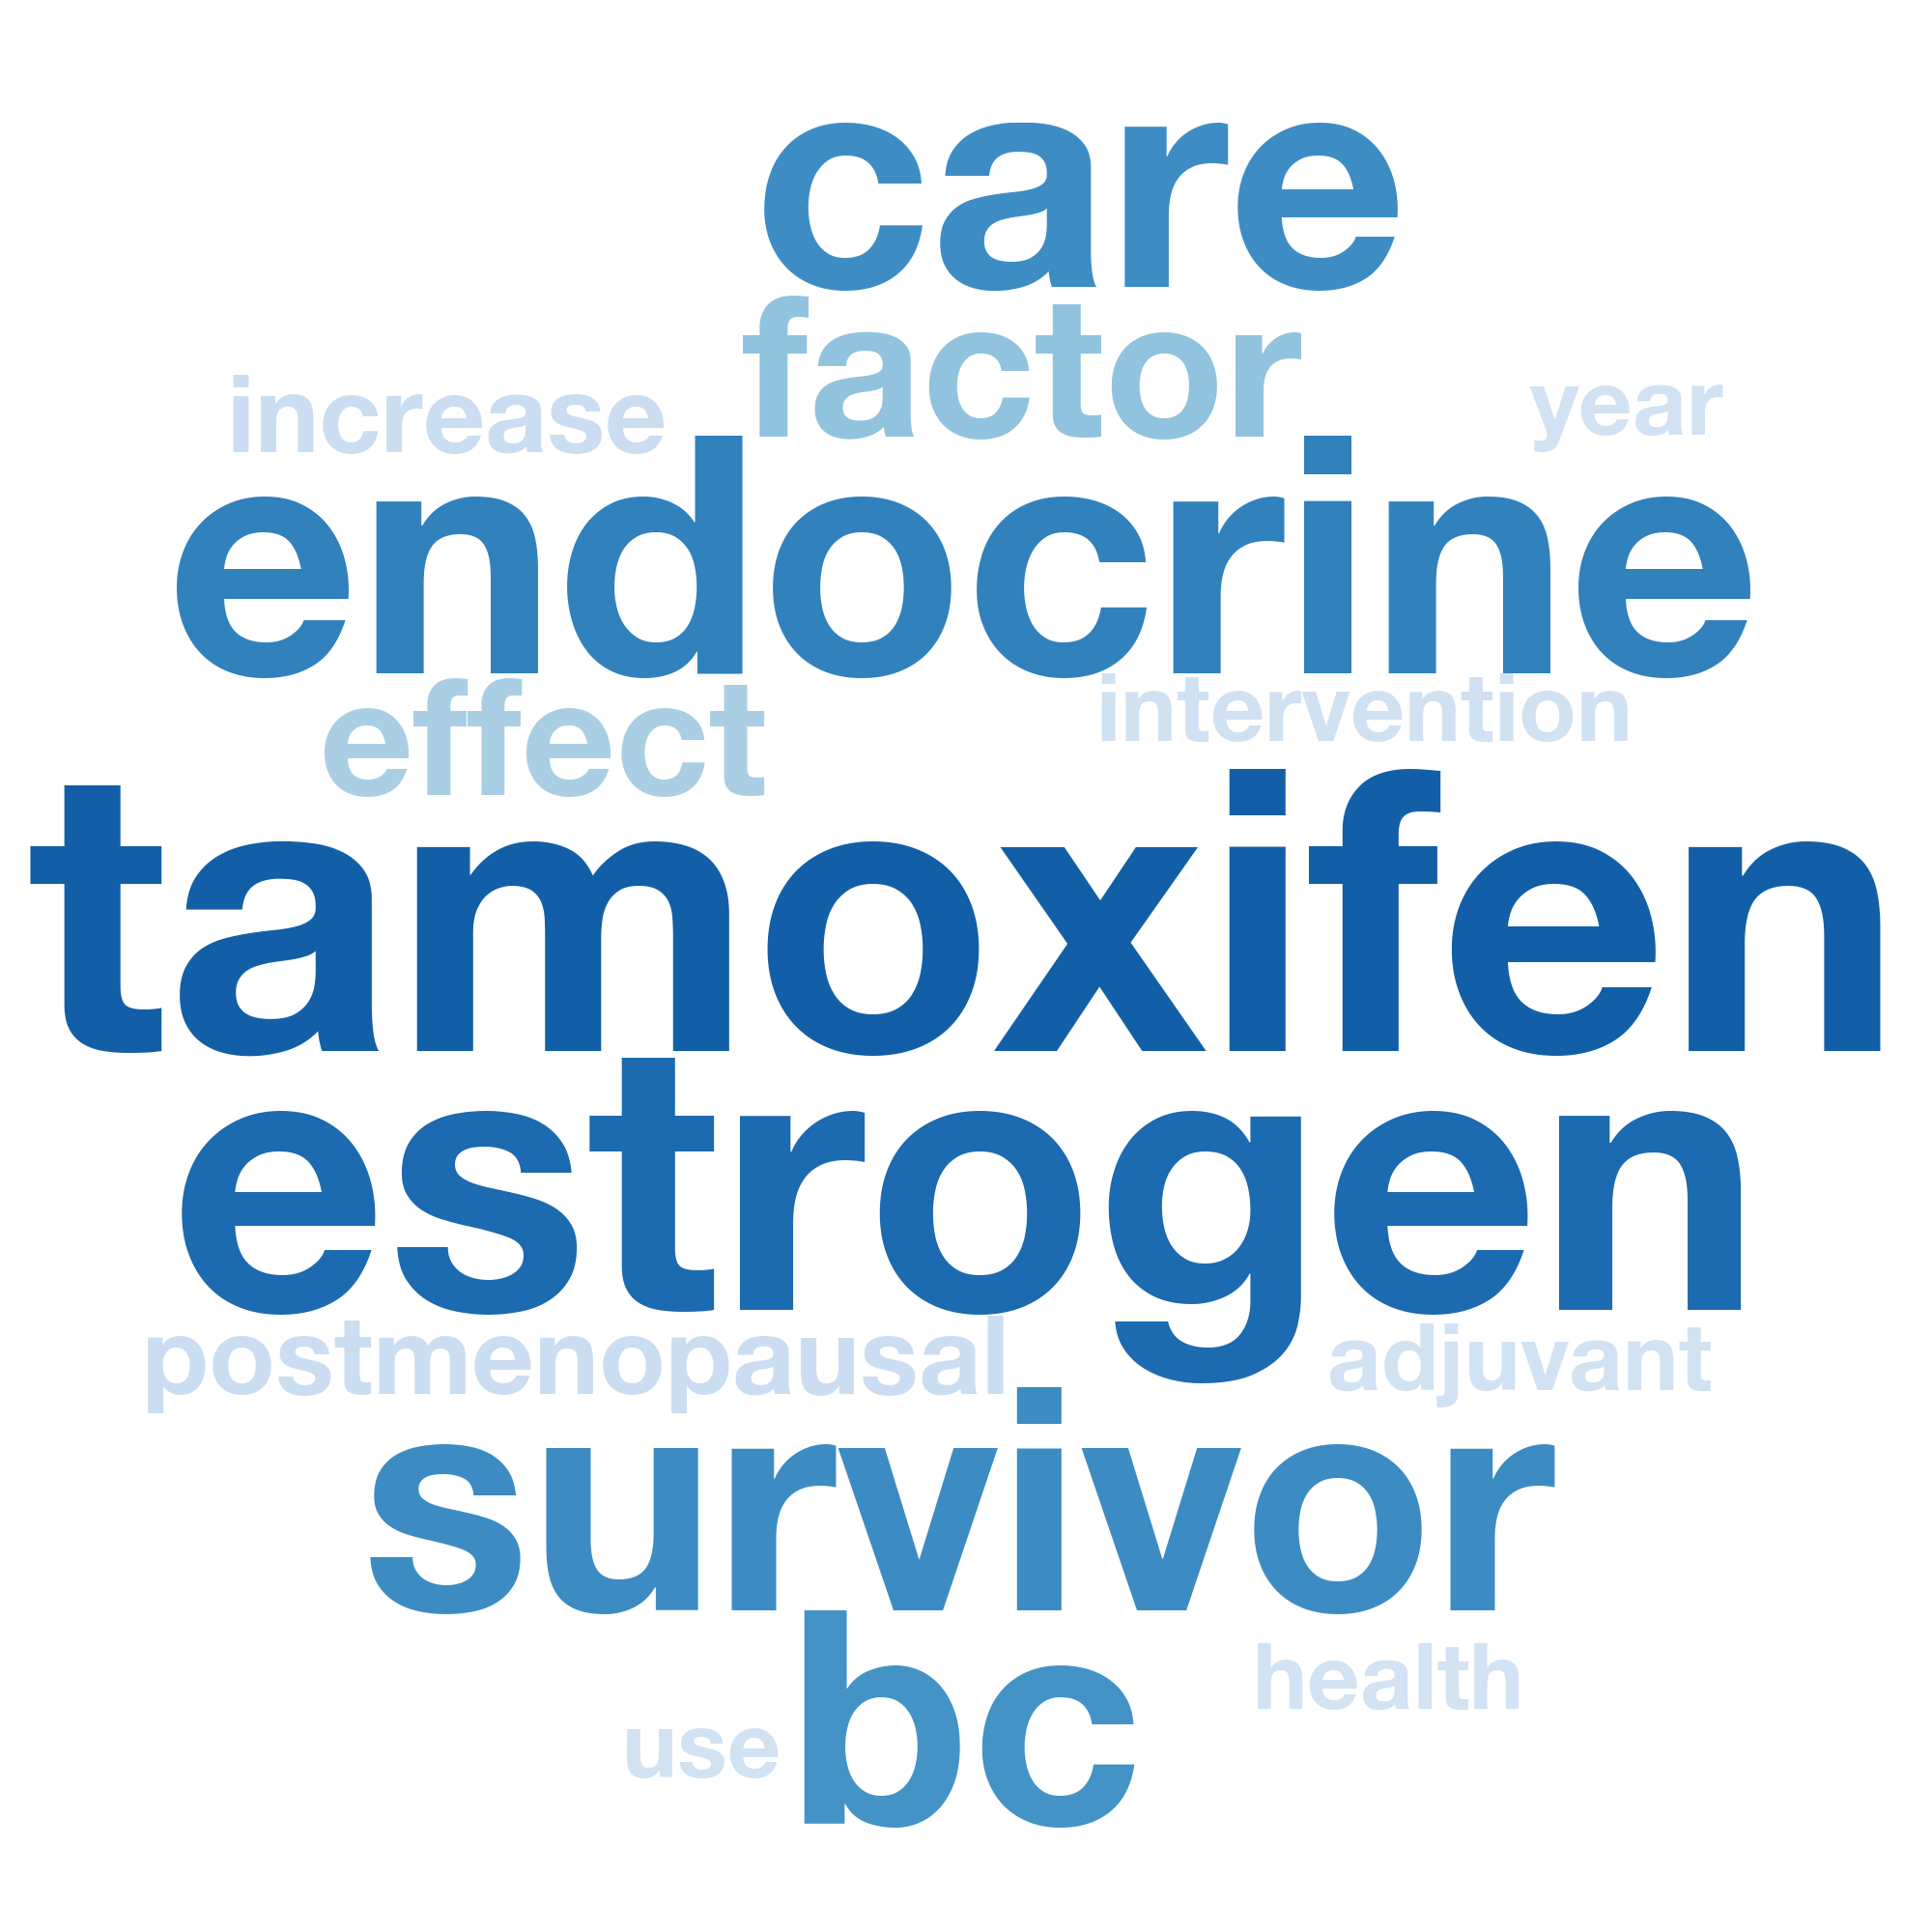 care
factor
increase
year
endocrine
effect
intervention
tamoxifen
estrogen
postmenopausal
adjuvant
survivor
bc
health
use